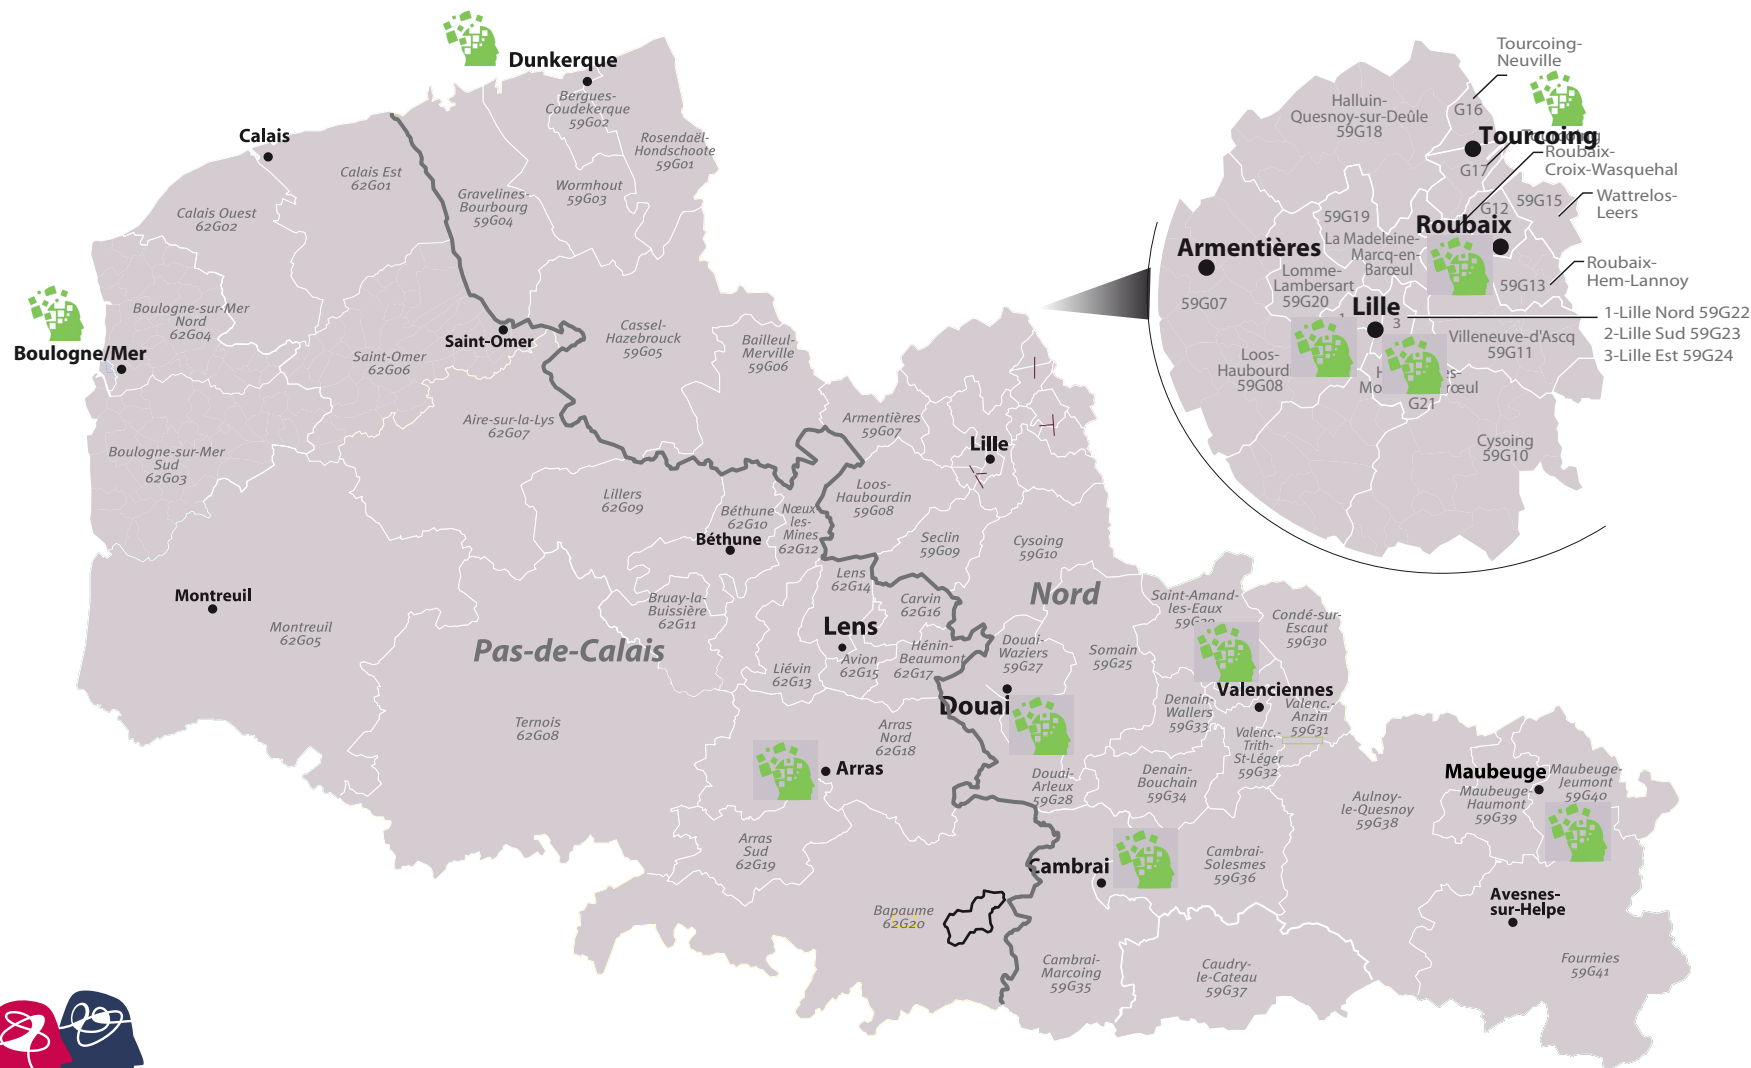 Dunkerque
Bergues-
Coudekerque
59G02
Rosendaël-
Hondschoote
59G01
Calais
Calais Est
62G01
Wormhout
59G03
Gravelines-
Bourbourg
59G04
Calais Ouest
62G02
Boulogne-sur-Mer
Nord
62G04
Boulogne/Mer
Saint-Omer
Saint-Omer
62G06
Cassel-
Hazebrouck
59G05
Bailleul-
Merville
59G06
Aire-sur-la-Lys
62G07
Armentières
59G07
Lille
Boulogne-sur-Mer
Sud
62G03
Lillers
62G09
Béthune
62G10
Béthune
Nœux-
les-
Mines
62G12
Loos-
Haubourdin
59G08
Seclin
59G09
Cysoing
59G10
Nord
Montreuil
Montreuil
62G05
Pas-de-Calais
Bruay-la-
Buissière
62G11
Lens
62G14
Carvin
62G16
Lens
Liévin
62G13
Avion
62G15
Hénin-
Beaumont
62G17
Douai-
Waziers
59G27
Somain
59G25
Saint-Amand-
les-Eaux
Condé-sur-
Escaut
59G30
Douai
Valenciennes
Denain-
Wallers
59G33
Valenc.-
Anzin
59G31
Valenc.-
Trith-
St-Léger
59G32
Ternois
62G08
Arras
Nord
62G18
Arras
Douai-
Arleux
59G28
Denain-
Bouchain
59G34
Aulnoy-
le-Quesnoy
59G38
Maubeuge
Maubeuge-
Haumont
59G39
Maubeuge-
Jeumont
59G40
Arras
Sud
62G19
Cambrai
Cambrai-
Solesmes
59G36
Avesnes-
sur-Helpe
Bapaume
62G20
Cambrai-
Marcoing
59G35
Caudry-
le-Cateau
59G37
Fourmies
59G41
Tourcoing-
Neuville
Halluin-
Quesnoy-sur-Deûle
59G18
G16
Tourcoing
Tourcoing
G17
Roubaix-
Croix-Wasquehal
59G15
Wattrelos-
Leers
G12
59G19
Roubaix
La Madeleine-
Marcq-en-
Barœul
Armentières
59G07
Lomme-
Lambersart
59G20
59G13
Roubaix-
Hem-Lannoy
Lille
1
3
1-Lille Nord 59G22
2-Lille Sud 59G23
3-Lille Est 59G24
Villeneuve-d'Ascq
59G11
Loos-
Haubourd
59G08
G21
Cysoing
59G10